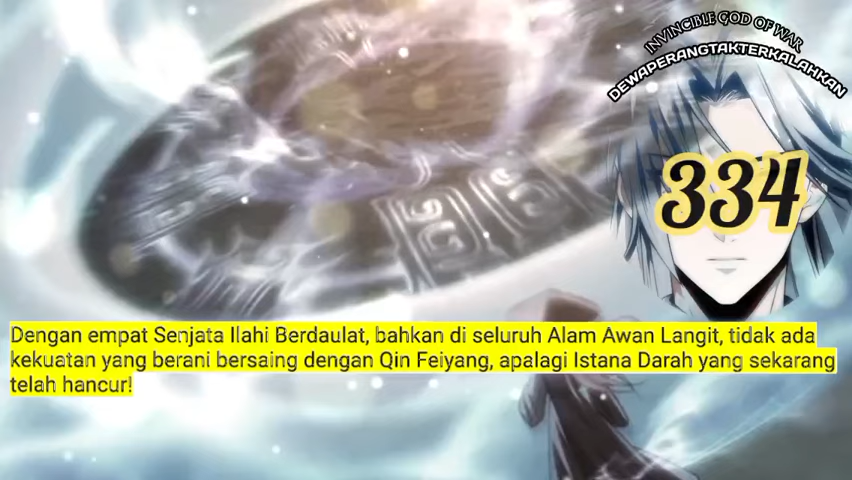 INVINCIBLE GOD OF WAR
DEWAPERANGTAKTERKALAHKAN
334
Dengan empat Senjata Ilahi Berdaulat, bahkan di seluruh Alam Awan Langit, tidak ada
kekuatan yang berani bersaing dengan Qin Feiyang, apalagi Istana Darah yang sekarang
telah hancur!